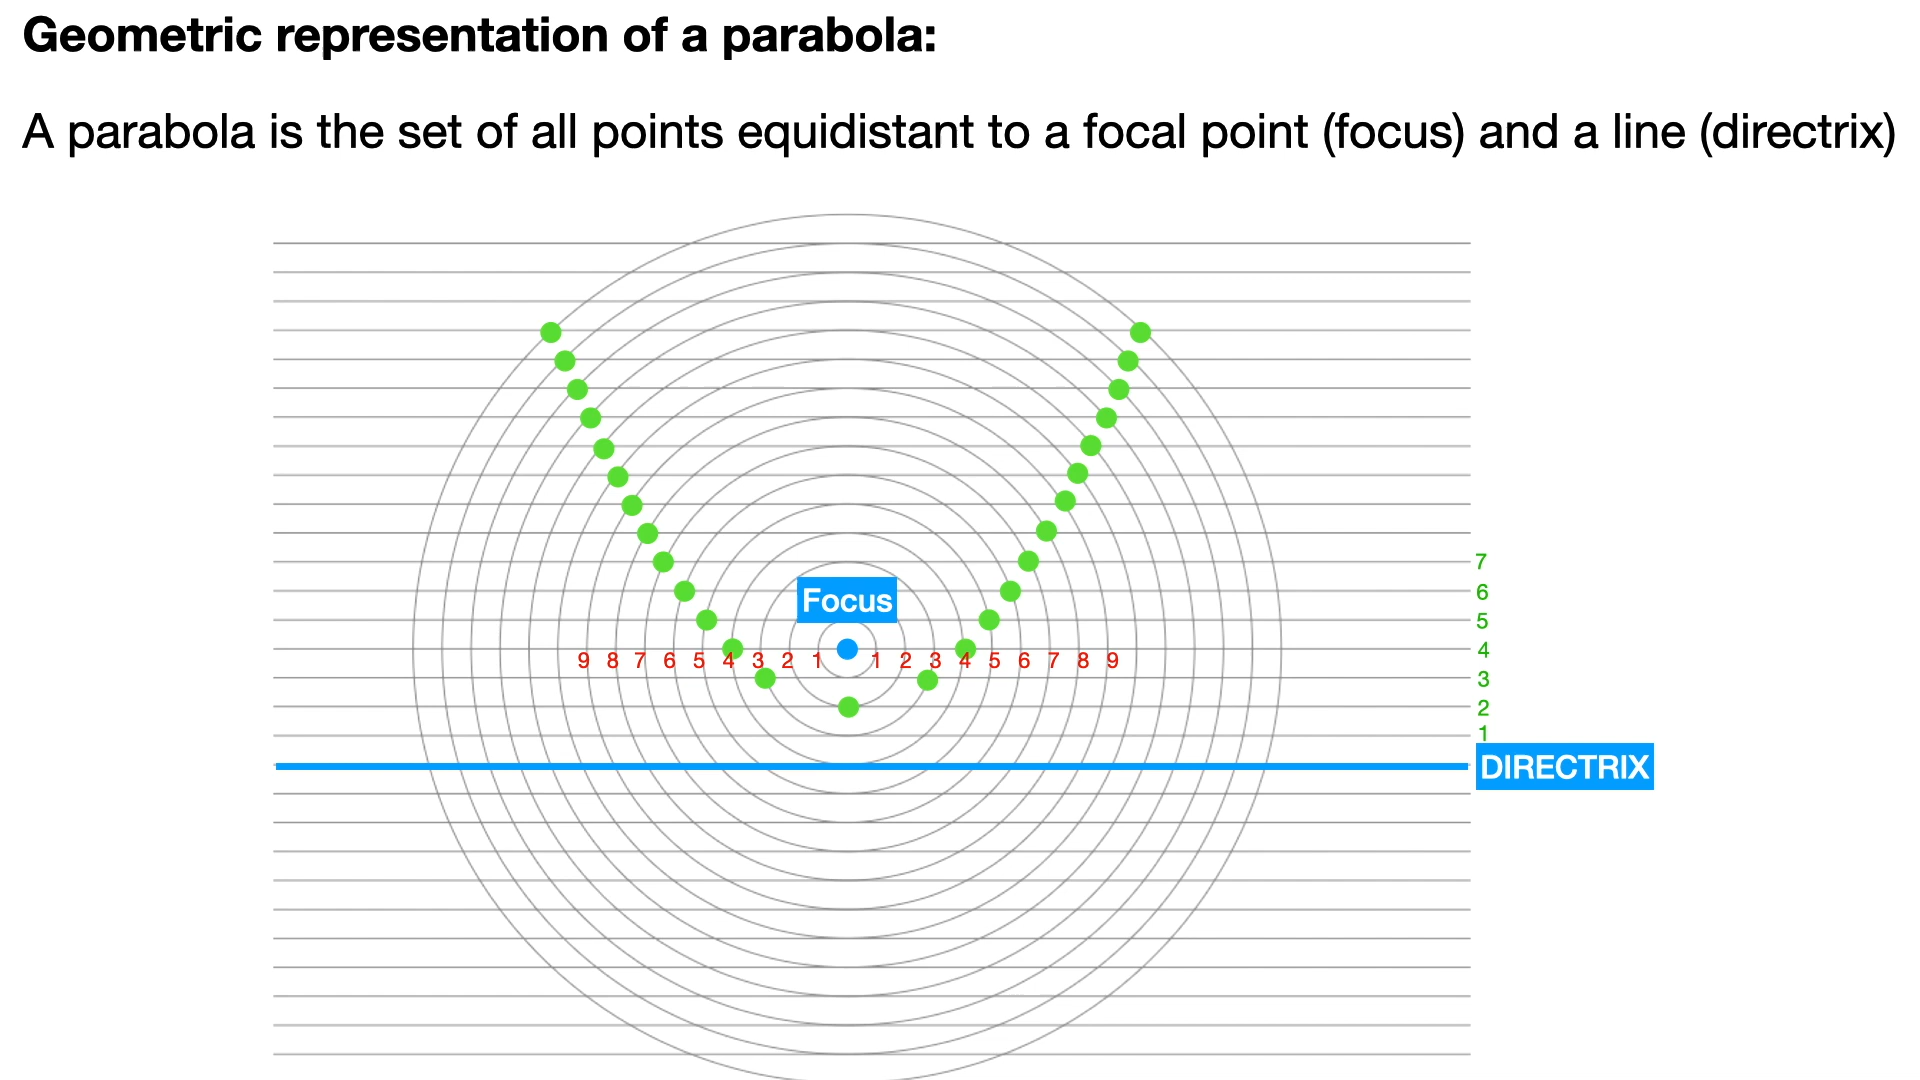 Geometric representation of a parabola:
A parabola is the set of all points equidistant to a focal point (focus) and a line (directrix)
7
Focus
6
5
4
9 8 7 6 5 4 3 2 1 1 2 3 4 5 6 7 8 9
3
2
1
DIRECTRIX